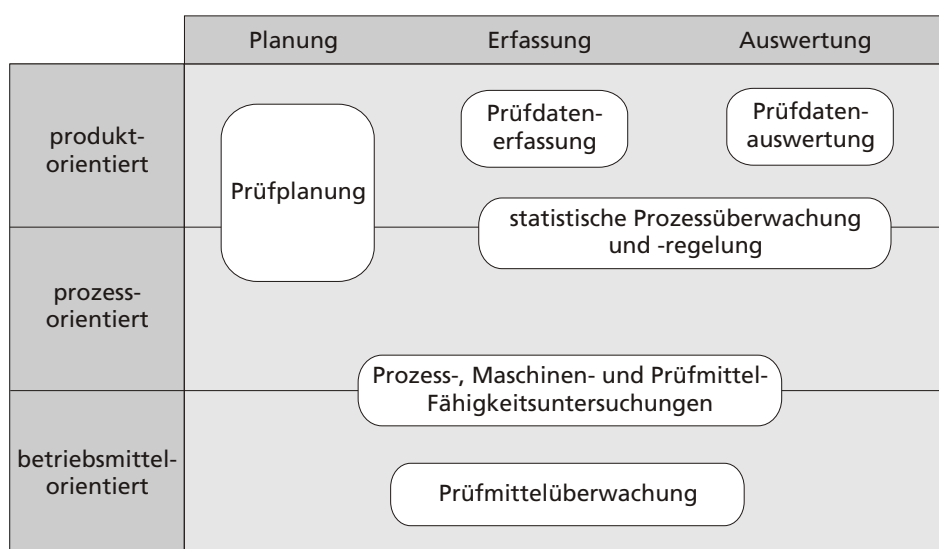 Planung
Erfassung
Auswertung
produkt-
orientiert
Prüfplanung
Prüfdaten-
erfassung
Prüfdaten-
auswertung
statistische Prozessüberwachung
und -regelung
prozess-
orientiert
Prozess-, Maschinen- und Prüfmittel-
Fähigkeitsuntersuchungen
betriebsmittel-
orientiert
Prüfmittelüberwachung